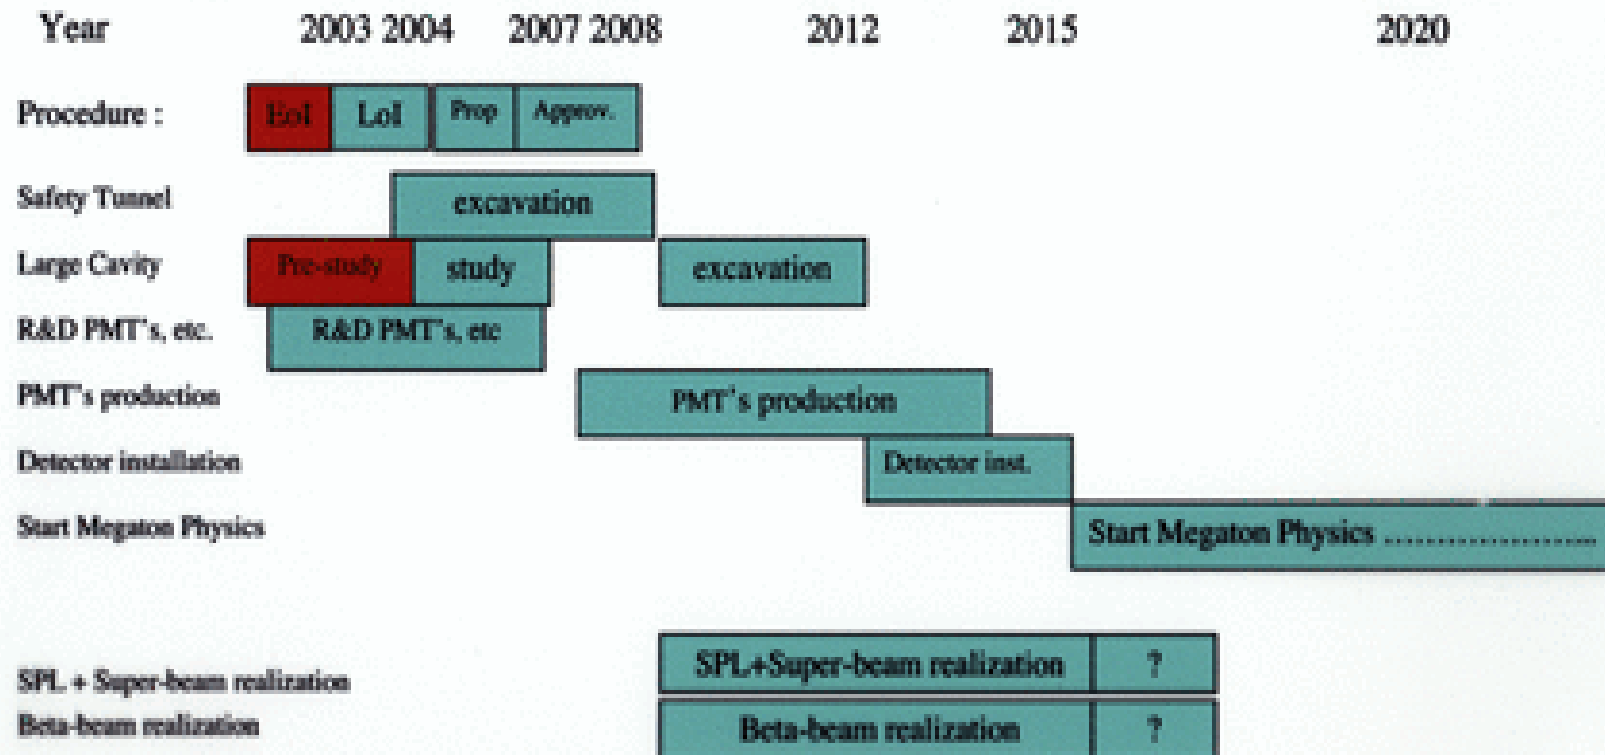 Year 2003 2004 2007 2008 2012 2015 2020
Procedure : EoI LoI Prop Approv.
Safety Tunnel excavation
Large Cavity Pre-study study excavation
R&D PMT's, etc. R&D PMT's, etc
PMT's production PMT's production
Detector installation Detector inst.
Start Megaton Physics Start Megaton Physics .......................
SPL + Super-beam realization SPL+Super-beam realization ?
Beta-beam realization Beta-beam realization ?